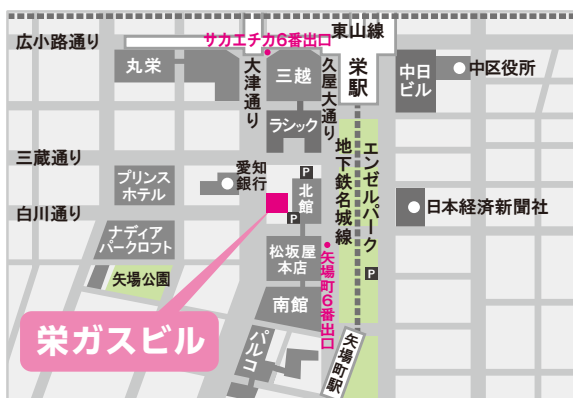 東山線
広小路通り
サカエチカ6番出口
丸栄
大津通り
三越
久屋大通り
栄駅
中日
ビル
中区役所
ラシック
地下鉄名城線
エンゼルパーク
三蔵通り
プリンス
ホテル
愛知
銀行
P
北館
白川通り
P
日本経済新聞社
ナディア
パークロフト
松坂屋
本店
矢場町6番出口
P
矢場公園
南館
栄ガスビル
パルコ
矢場町駅